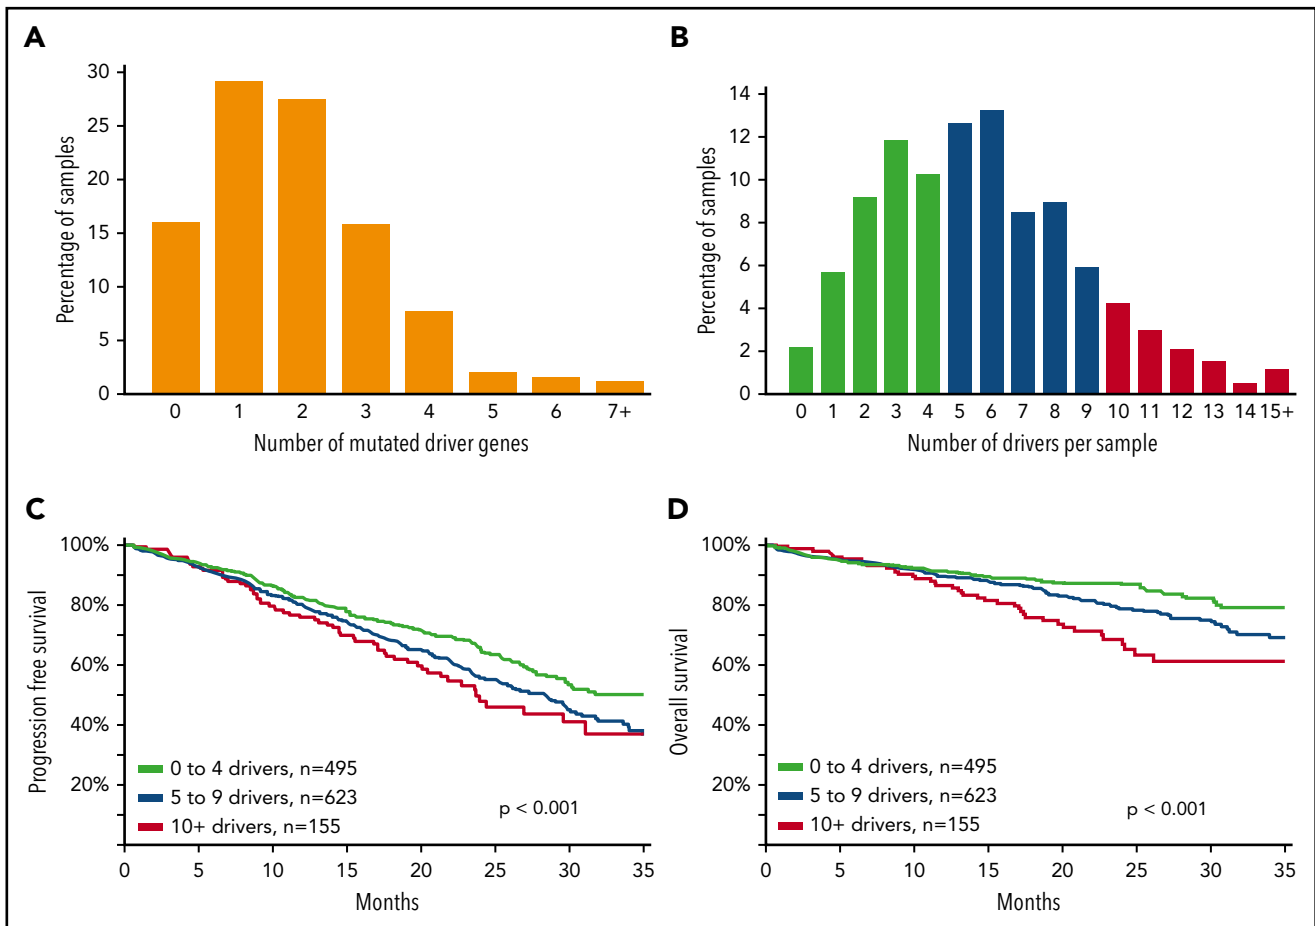 A
30
25
20
15
10
5
0
Percentage of samples
0 1 2 3 4 5 6 7+
Number of mutated driver genes
B
14
12
10
8
6
4
2
0
Percentage of samples
0 1 2 3 4 5 6 7 8 9 10 11 12 13 14 15+
Number of drivers per sample
C
100%
80%
60%
40%
20%
Progression free survival
0 to 4 drivers, n=495
5 to 9 drivers, n=623
10+ drivers, n=155
p < 0.001
0 5 10 15 20 25 30 35
Months
D
100%
80%
60%
40%
20%
Overall survival
0 to 4 drivers, n=495
5 to 9 drivers, n=623
10+ drivers, n=155
p < 0.001
0 5 10 15 20 25 30 35
Months